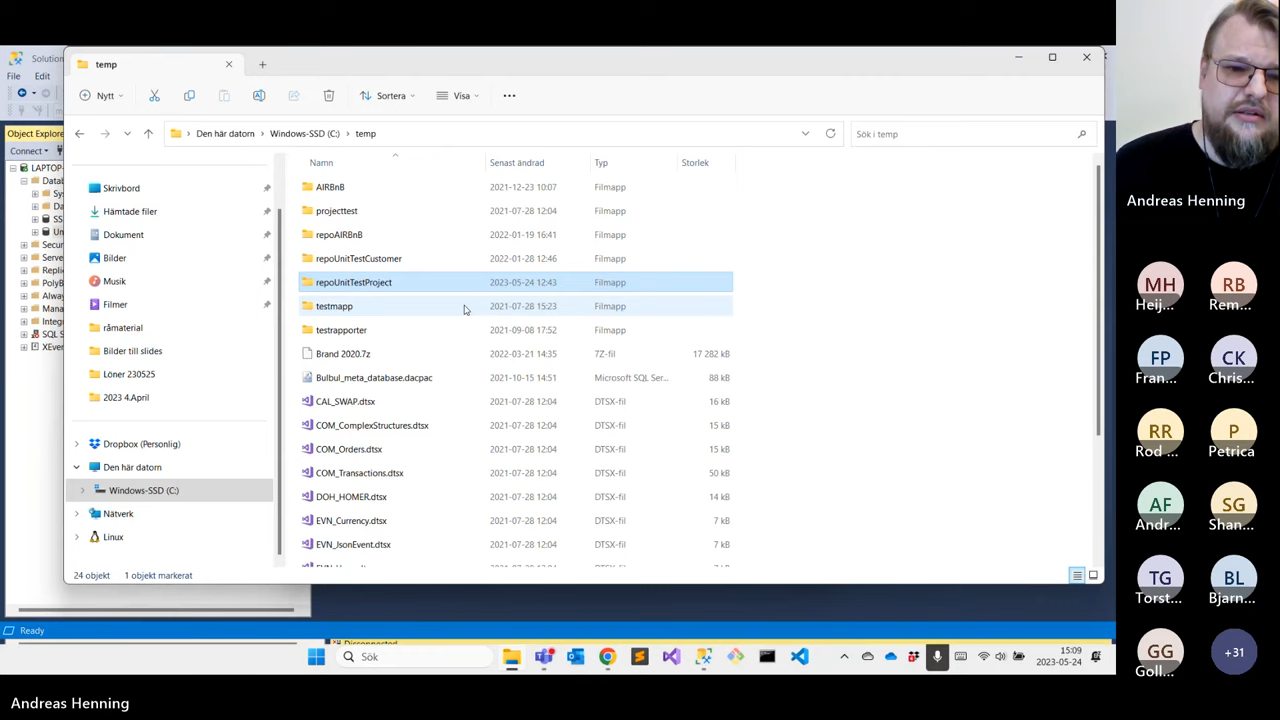 Solution
temp
File
Edit
Nytt
Sortera
Visa
Object Explorer
Connect
Den här datorn
Windows-SSD (C:)
temp
Sök i temp
LAPTOP-
Namn
Senast ändrad
Typ
Storlek
Skrivbord
Hämtade filer
Dokument
Bilder
Musik
Filmer
råmaterial
Bilder till slides
Löner 230525
2023 4.April
Dropbox (Personlig)
Den här datorn
Windows-SSD (C:)
Nätverk
Linux
AIRBnB 2021-12-23 10:07 Filmapp
projecttest 2021-07-28 12:04 Filmapp
repoAIRBnB 2022-01-19 16:41 Filmapp
repoUnitTestCustomer 2022-01-28 12:46 Filmapp
repoUnitTestProject 2023-05-24 12:43 Filmapp
testmapp 2021-07-28 15:23 Filmapp
testrapporter 2021-09-08 17:52 Filmapp
Brand 2020.7z 2022-03-21 14:35 7Z-fil 17 282 kB
Bulbul_meta_database.dacpac 2021-10-15 14:51 Microsoft SQL Ser... 88 kB
CAL_SWAP.dtsx 2021-07-28 12:04 DTSX-fil 16 kB
COM_ComplexStructures.dtsx 2021-07-28 12:04 DTSX-fil 15 kB
COM_Orders.dtsx 2021-07-28 12:04 DTSX-fil 15 kB
COM_Transactions.dtsx 2021-07-28 12:04 DTSX-fil 50 kB
DOH_HOMER.dtsx 2021-07-28 12:04 DTSX-fil 14 kB
EVN_Currency.dtsx 2021-07-28 12:04 DTSX-fil 7 kB
EVN_JsonEvent.dtsx 2021-07-28 12:04 DTSX-fil 7 kB
24 objekt
1 objekt markerat
Ready
Disconnected
Sök
15:09
2023-05-24
Andreas Henning
MH
Heij...
RB
Rem...
FP
Fran...
CK
Chris...
RR
Rod ...
P
Petrica
AF
Andr...
SG
Shan...
TG
Torst...
BL
Bjarn...
GG
Goll...
+31
Andreas Henning